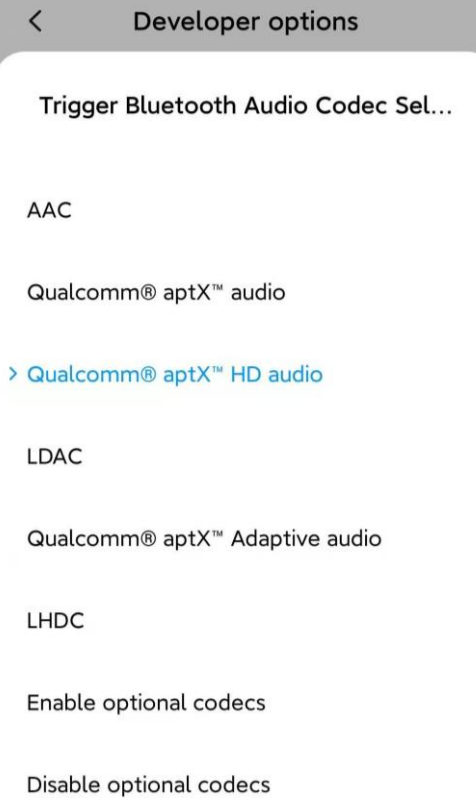 Developer options
Trigger Bluetooth Audio Codec Sel...
AAC
Qualcomm® aptX™ audio
Qualcomm® aptX™ HD audio
LDAC
Qualcomm® aptX™ Adaptive audio
LHDC
Enable optional codecs
Disable optional codecs